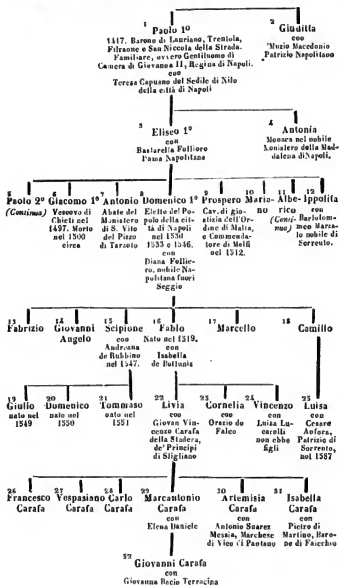 1 2
Paolo 1º Giuditta
1417. Barone di Lauriano, Trentola, con
Filraone e San Niccola della Strada. Muzio Macedonio
Familiare, ovvero Gentiluomo di Patrizio Napolitano
Camera di Giovanna II, Regina di Napoli.
con
Teresa Capuano del Sedile di Nilo
della città di Napoli
3 4
Eliseo 1º Antonia
con Monaca nel nobile
Bastarella Folliero Monistero della Mad-
Dama Napolitana dalena di Napoli.
5 6 7 8 9 10 11 12
Paolo 2º Giacomo 1º Antonio Domenico 1º Prospero Maria- Albe- Ippolita
(Continua) Vescovo di Abate del Eletto del Po- Cav. di giu- no rico con
Chieti nel Ministero polo della cit- stizia dell'Or- (Conti- Bartolom-
1497. Morto di S. Vito tà di Napoli dine di Malta, nua) meo Marza-
nel 1500 del Pizzo nel 1530 e Commenda- lo nobile di
circa di Taranto 1533 e 1546. tore di Melfi Sorrento.
con nel 1512.
Diana Follie-
ro, nobile Na-
politana fuori
Seggio
13 14 15 16 17 18
Fabrizio Giovanni Scipione Fabio Marcello Camillo
Angelo con Nato nel 1519.
Andreana con
de Rubbino Isabella
nel 1547. de Buttunis
19 20 21 22 23 24 25
Giulio Domenico Tommaso Livia Cornelia Vincenzo Luisa
nato nel nato nel nato nel con con con con
1549 1550 1551 Giovan Vin- Orazio de Luisa Lu- Cesare
cenzo Carafa Falco carelli Anfora,
della Stadera, non ebbe Patrizio di
de' Principi figli Sorrento,
di Stigliano nel 1587
26 27 28 29 30 31
Francesco Vespasiano Carlo Marcantonio Artemisia Isabella
Carafa Carafa Carafa Carafa Carafa Carafa
con con con
Elena Daniele Antonio Suarez Pietro di
Messia, Marchese Martino, Baro-
di Vico di Pantano ne di Faicchio
32
Giovanni Carafa
con
Giovanna Bacio Terracina